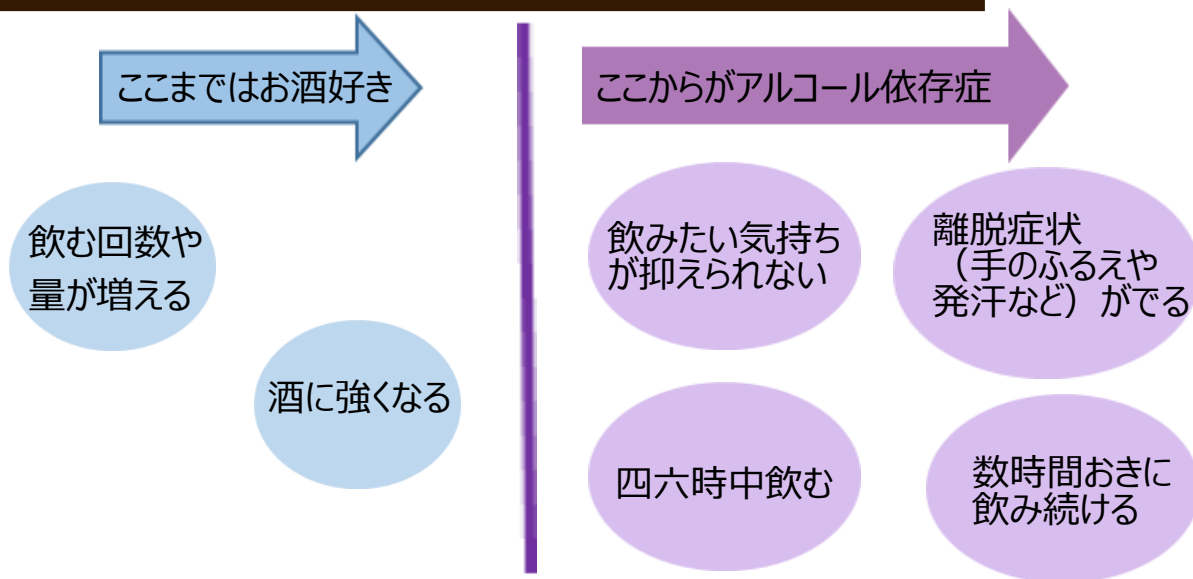 ここまではお酒好き
ここからがアルコール依存症
飲む回数や
量が増える
酒に強くなる
飲みたい気持ち
が抑えられない
離脱症状
（手のふるえや
発汗など）がでる
四六時中飲む
数時間おきに
飲み続ける